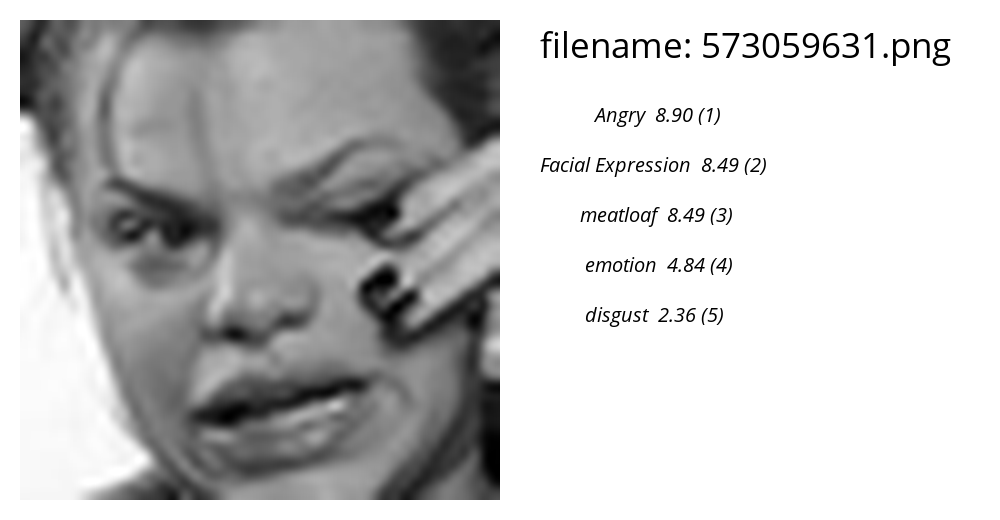 filename: 573059631.png
Angry 8.90 (1)
Facial Expression 8.49 (2)
meatloaf 8.49 (3)
emotion 4.84 (4)
disgust 2.36 (5)